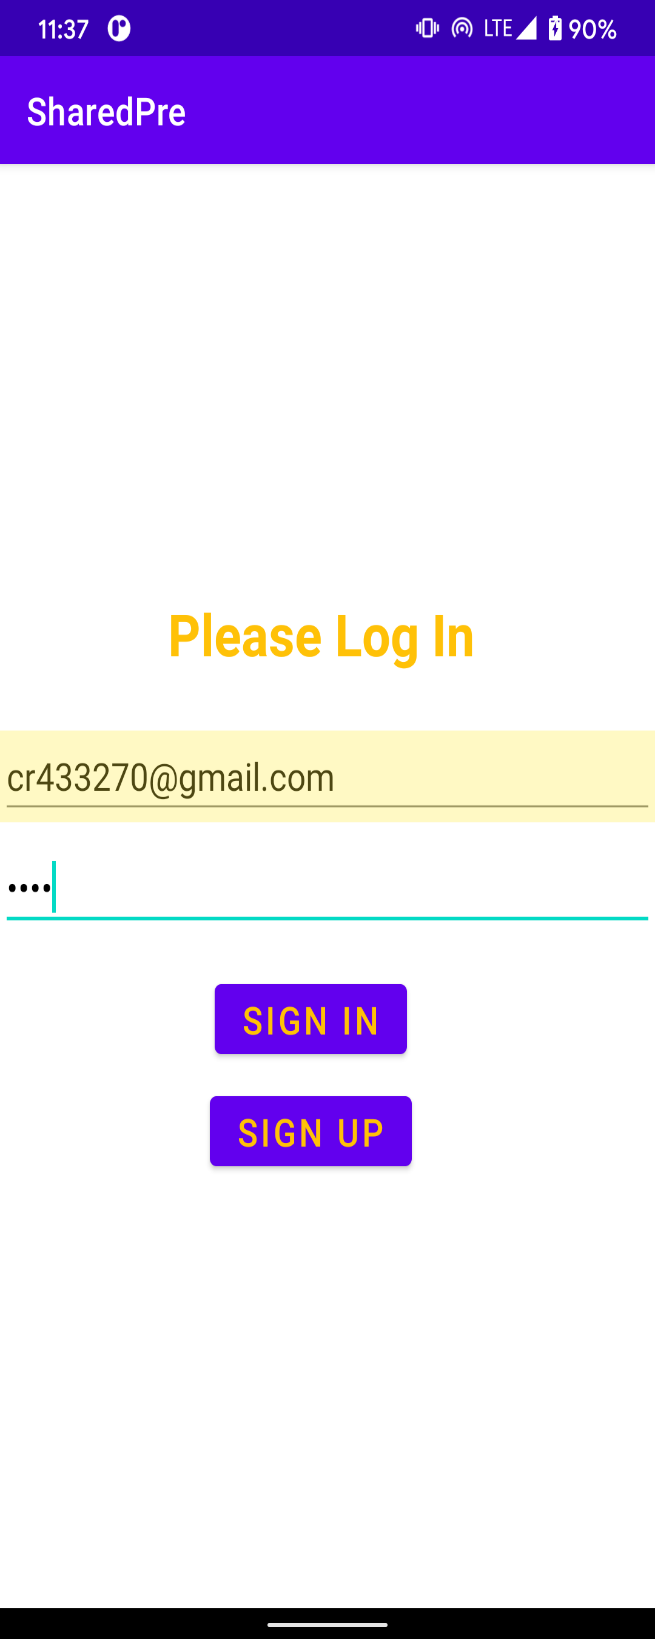 11:37 LTE 90%
SharedPre
Please Log In
cr433270@gmail.com
••••
SIGN IN
SIGN UP